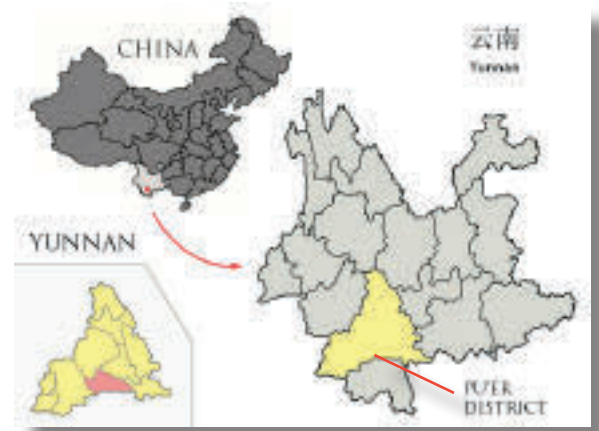 CHINA
云南
Yunnan
YUNNAN
PU'ER
DISTRICT